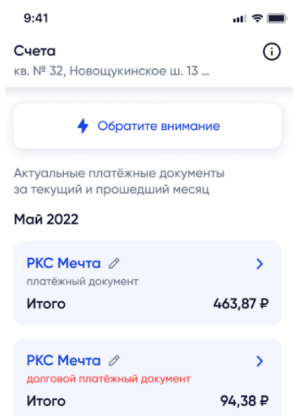 9:41
Счета
кв. № 32, Новощукинское ш. 13 ...
Обратите внимание
Актуальные платёжные документы
за текущий и прошедший месяц
Май 2022
РКС Мечта
платёжный документ
Итого 463,87 ₽
РКС Мечта
долговой платёжный документ
Итого 94,38 ₽